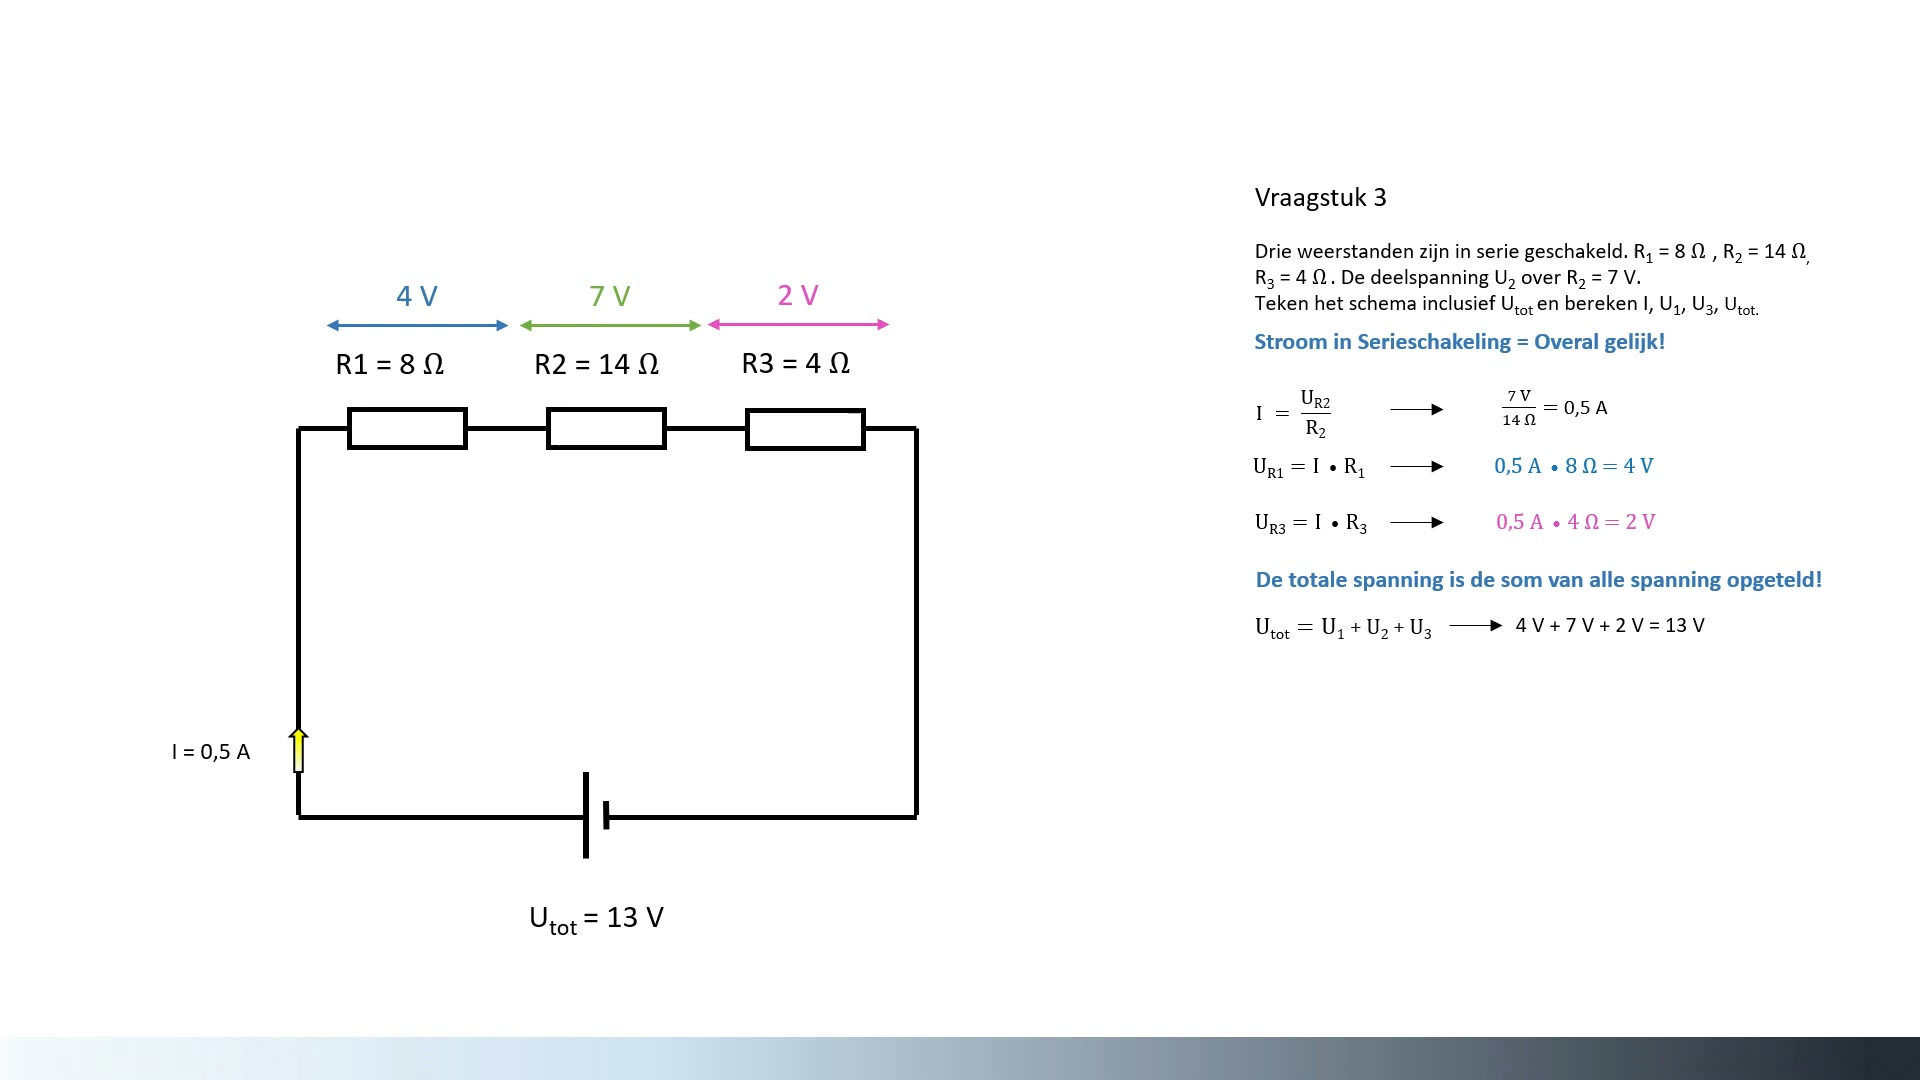 4 V 7 V 2 V
R1 = 8 Ω R2 = 14 Ω R3 = 4 Ω
I = 0,5 A
Utot = 13 V
Vraagstuk 3
Drie weerstanden zijn in serie geschakeld. R1 = 8 Ω , R2 = 14 Ω,
R3 = 4 Ω . De deelspanning U2 over R2 = 7 V.
Teken het schema inclusief Utot en bereken I, U1, U3, Utot.
Stroom in Serieschakeling = Overal gelijk!
I = UR2 / R2 → 7 V / 14 Ω = 0,5 A
UR1 = I • R1 → 0,5 A • 8 Ω = 4 V
UR3 = I • R3 → 0,5 A • 4 Ω = 2 V
De totale spanning is de som van alle spanning opgeteld!
Utot = U1 + U2 + U3 → 4 V + 7 V + 2 V = 13 V